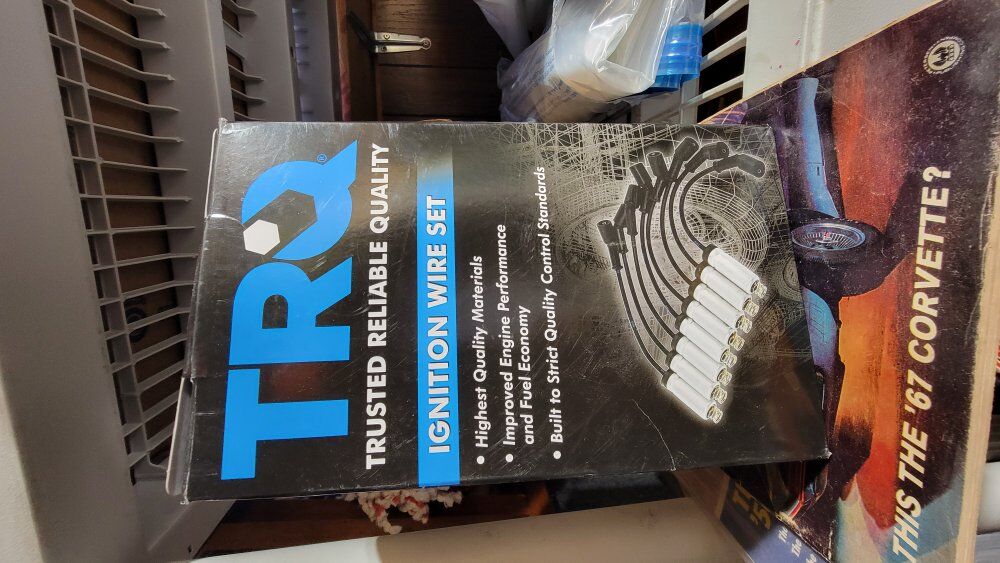 TRQ®
TRUSTED RELIABLE QUALITY
IGNITION WIRE SET
• Highest Quality Materials
• Improved Engine Performance
and Fuel Economy
• Built to Strict Quality Control Standards
THIS THE '67 CORVETTE?